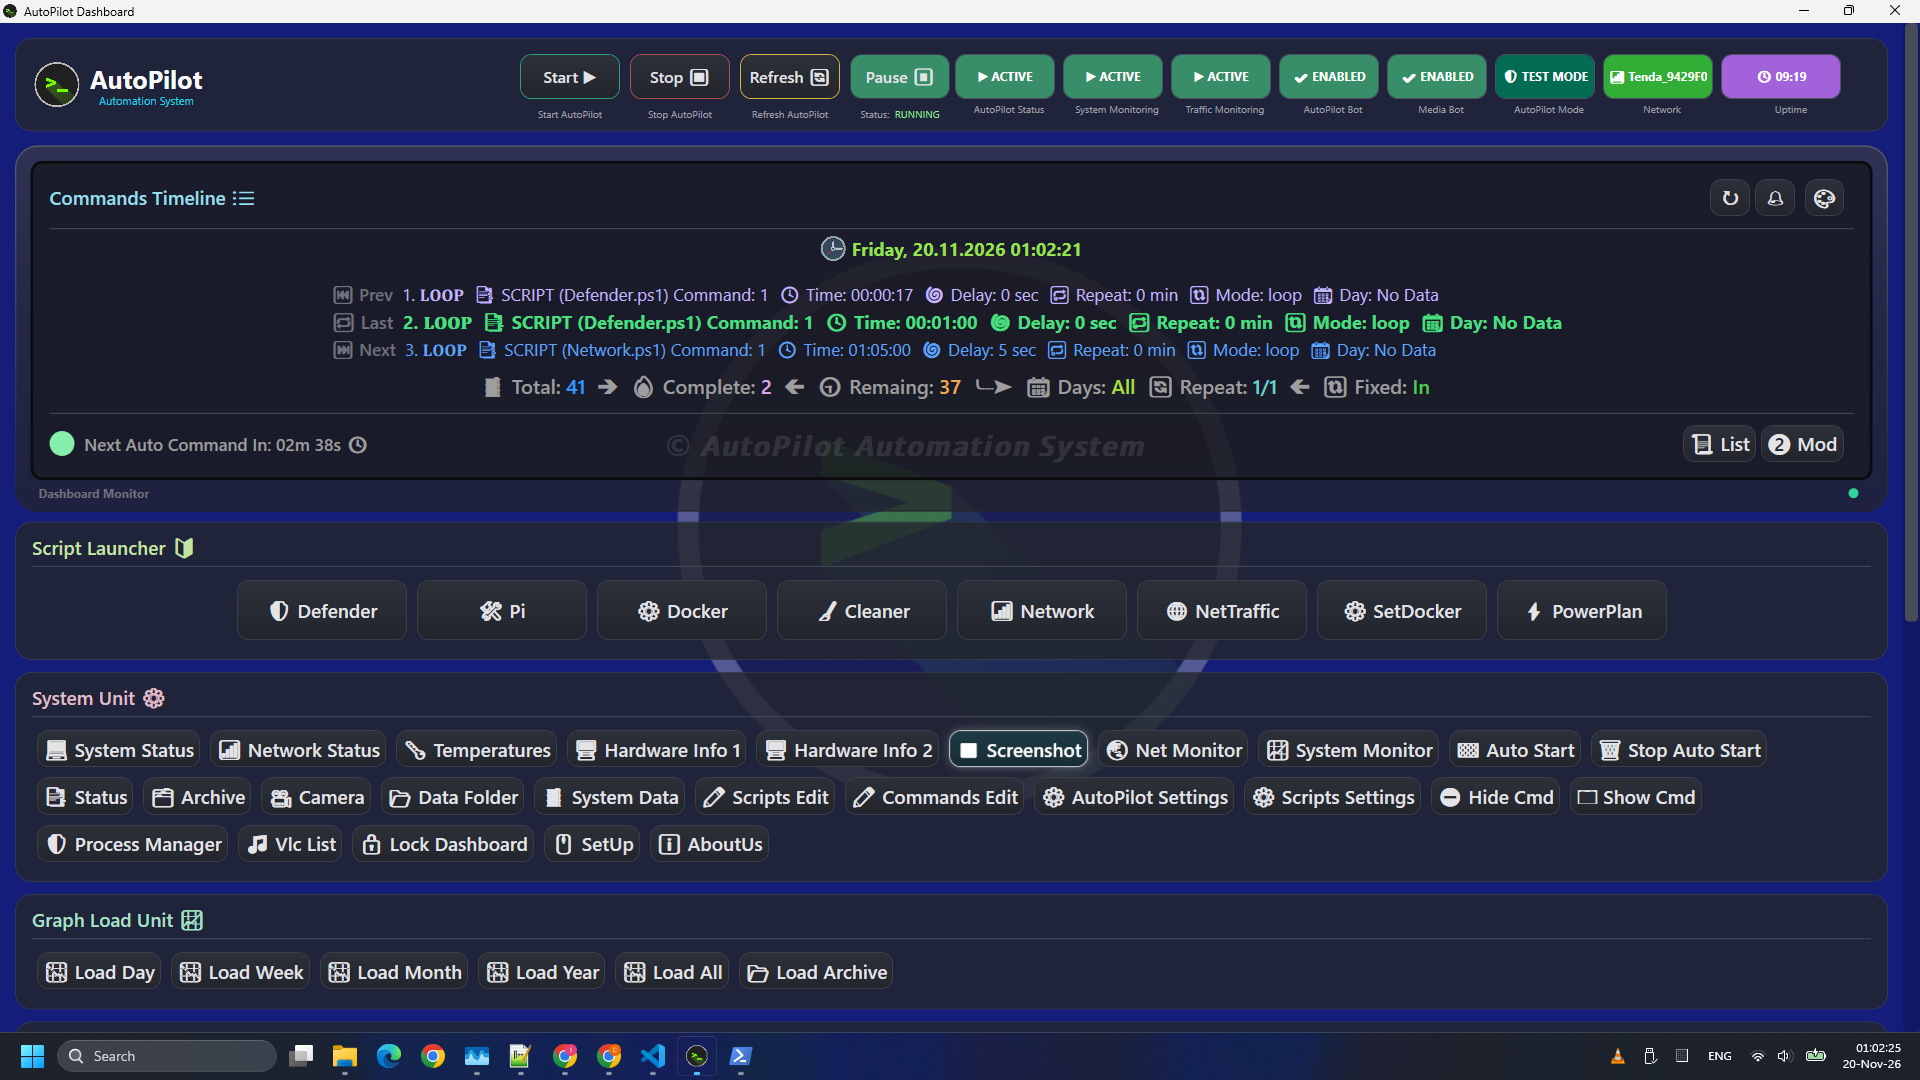 AutoPilot Dashboard
AutoPilot
Automation System
Start
Start AutoPilot
Stop
Stop AutoPilot
Refresh
Refresh AutoPilot
Pause
Status: RUNNING
ACTIVE
AutoPilot Status
ACTIVE
System Monitoring
ACTIVE
Traffic Monitoring
ENABLED
AutoPilot Bot
ENABLED
Media Bot
TEST MODE
AutoPilot Mode
Tenda_9429F0
Network
09:19
Uptime
Commands Timeline
Friday, 20.11.2026 01:02:21
Prev 1. LOOP SCRIPT (Defender.ps1) Command: 1 Time: 00:00:17 Delay: 0 sec Repeat: 0 min Mode: loop Day: No Data
Last 2. LOOP SCRIPT (Defender.ps1) Command: 1 Time: 00:01:00 Delay: 0 sec Repeat: 0 min Mode: loop Day: No Data
Next 3. LOOP SCRIPT (Network.ps1) Command: 1 Time: 01:05:00 Delay: 5 sec Repeat: 0 min Mode: loop Day: No Data
Total: 41 Complete: 2 Remaing: 37 Days: All Repeat: 1/1 Fixed: In
Next Auto Command In: 02m 38s
© AutoPilot Automation System
List
2 Mod
Dashboard Monitor
Script Launcher
Defender
Pi
Docker
Cleaner
Network
NetTraffic
SetDocker
PowerPlan
System Unit
System Status
Network Status
Temperatures
Hardware Info 1
Hardware Info 2
Screenshot
Net Monitor
System Monitor
Auto Start
Stop Auto Start
Status
Archive
Camera
Data Folder
System Data
Scripts Edit
Commands Edit
AutoPilot Settings
Scripts Settings
Hide Cmd
Show Cmd
Process Manager
Vlc List
Lock Dashboard
SetUp
AboutUs
Graph Load Unit
Load Day
Load Week
Load Month
Load Year
Load All
Load Archive
Search
ENG
01:02:25
20-Nov-26